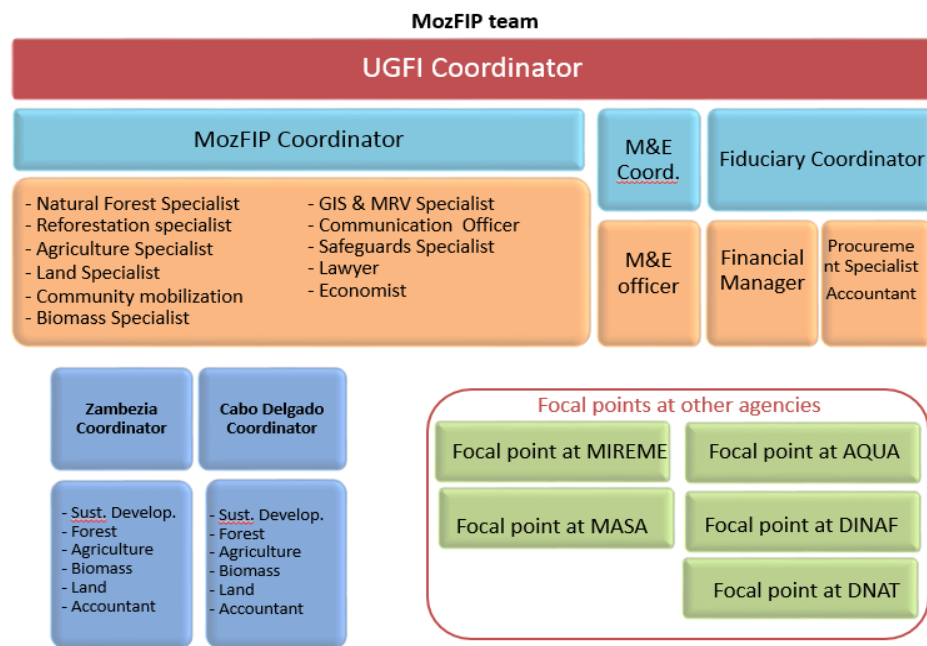 MozFIP team
UGFI Coordinator
MozFIP Coordinator
M&E
Coord.
Fiduciary Coordinator
- Natural Forest Specialist
- Reforestation specialist
- Agriculture Specialist
- Land Specialist
- Community mobilization
- Biomass Specialist
- GIS & MRV Specialist
- Communication Officer
- Safeguards Specialist
- Lawyer
- Economist
M&E
officer
Financial
Manager
Procureme
nt Specialist
Accountant
Zambezia
Coordinator
Cabo Delgado
Coordinator
- Sust. Develop.
- Forest
- Agriculture
- Biomass
- Land
- Accountant
- Sust. Develop.
- Forest
- Agriculture
- Biomass
- Land
- Accountant
Focal points at other agencies
Focal point at MIREME
Focal point at AQUA
Focal point at MASA
Focal point at DINAF
Focal point at DNAT